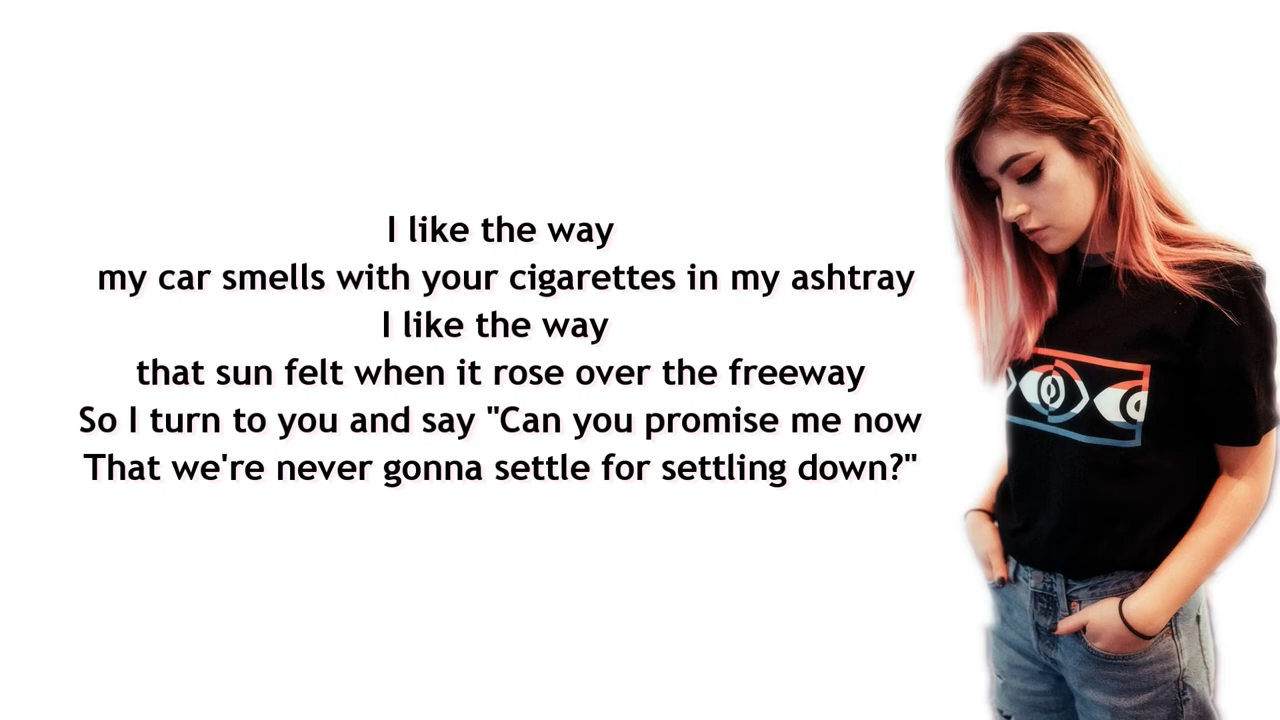 I like the way
my car smells with your cigarettes in my ashtray
I like the way
that sun felt when it rose over the freeway
So I turn to you and say "Can you promise me now
That we're never gonna settle for settling down?"